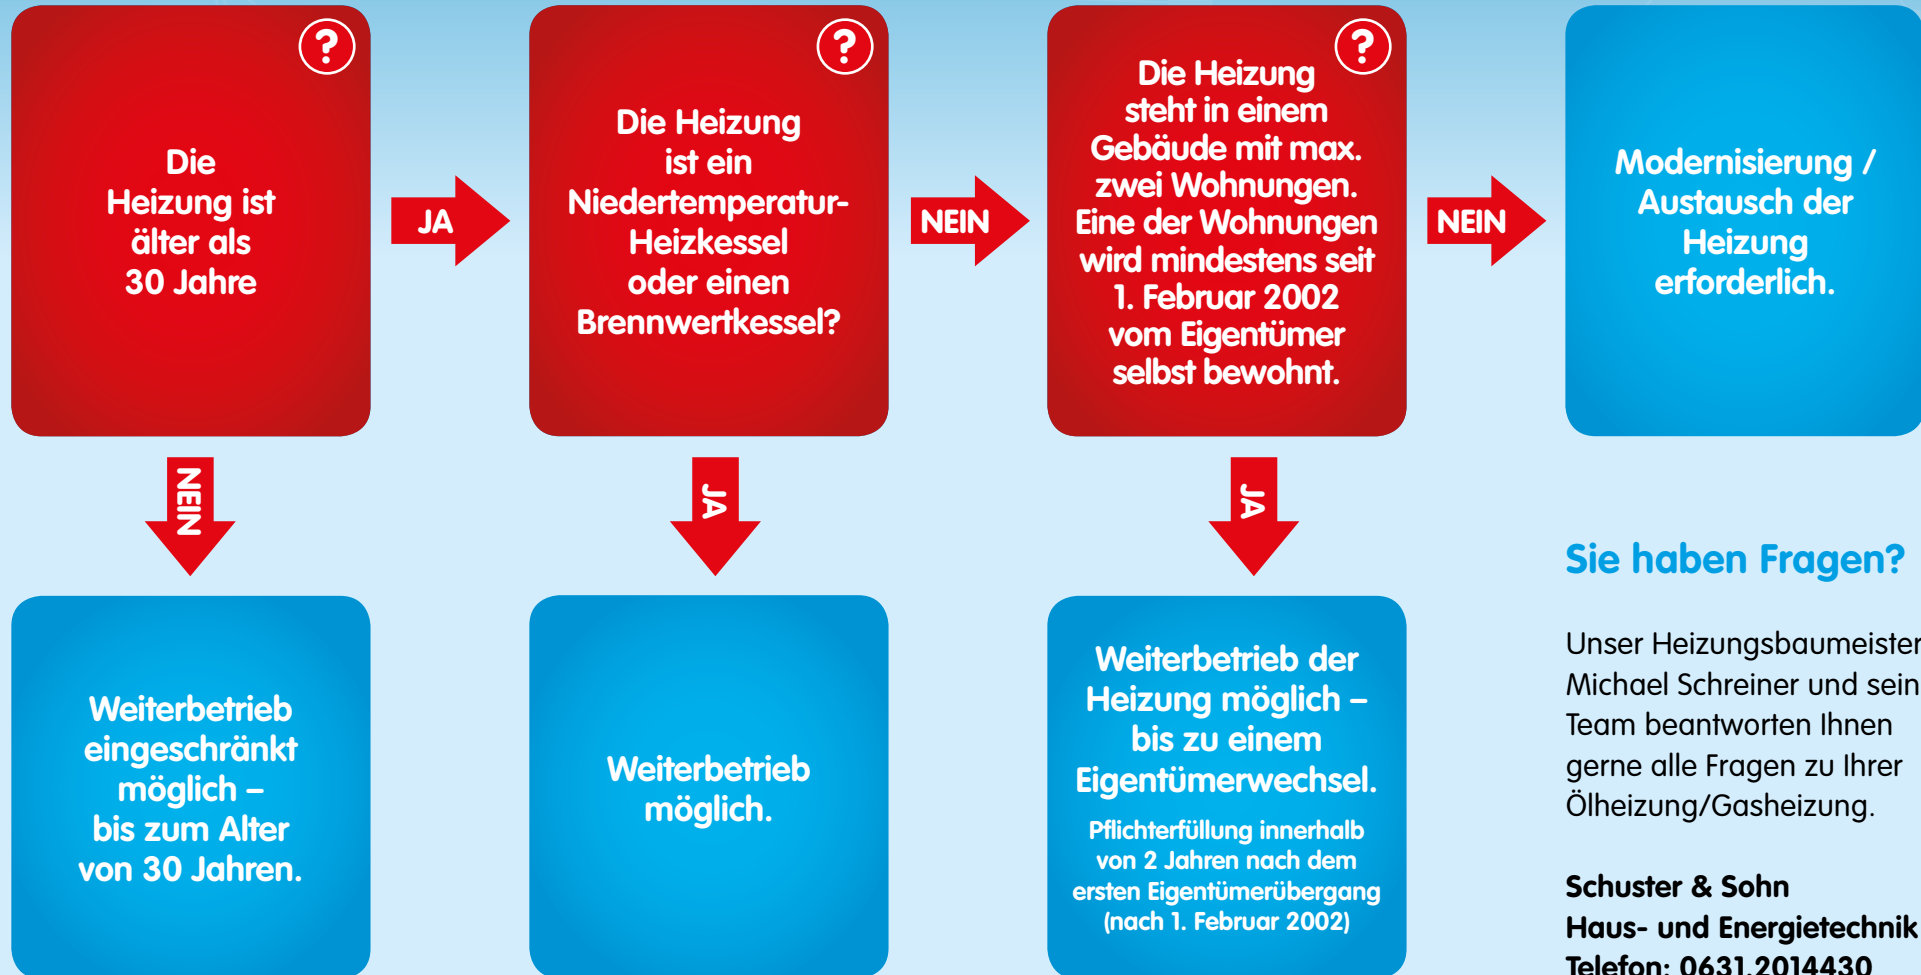 ?
Die
Heizung ist
älter als
30 Jahre
JA
?
Die Heizung
ist ein
Niedertemperatur-
Heizkessel
oder einen
Brennwertkessel?
NEIN
?
Die Heizung
steht in einem
Gebäude mit max.
zwei Wohnungen.
Eine der Wohnungen
wird mindestens seit
1. Februar 2002
vom Eigentümer
selbst bewohnt.
NEIN
Modernisierung /
Austausch der
Heizung
erforderlich.
NEIN
JA
JA
Weiterbetrieb
eingeschränkt
möglich –
bis zum Alter
von 30 Jahren.
Weiterbetrieb
möglich.
Weiterbetrieb der
Heizung möglich –
bis zu einem
Eigentümerwechsel.
Pflichterfüllung innerhalb
von 2 Jahren nach dem
ersten Eigentümerübergang
(nach 1. Februar 2002)
Sie haben Fragen?
Unser Heizungsbaumeister
Michael Schreiner und sein
Team beantworten Ihnen
gerne alle Fragen zu Ihrer
Ölheizung/Gasheizung.
Schuster & Sohn
Haus- und Energietechnik
Telefon: 0631.2014430